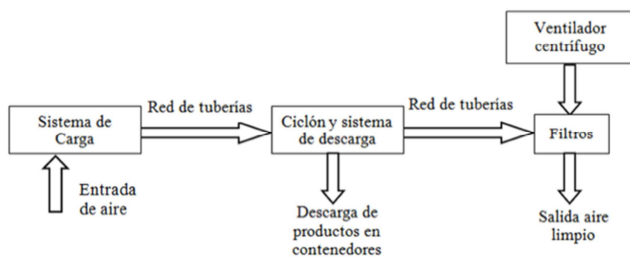 Ventilador
centrífugo
Red de tuberías
Red de tuberías
Sistema de
Carga
Ciclón y sistema
de descarga
Filtros
Entrada
de aire
Descarga de
productos en
contenedores
Salida aire
limpio